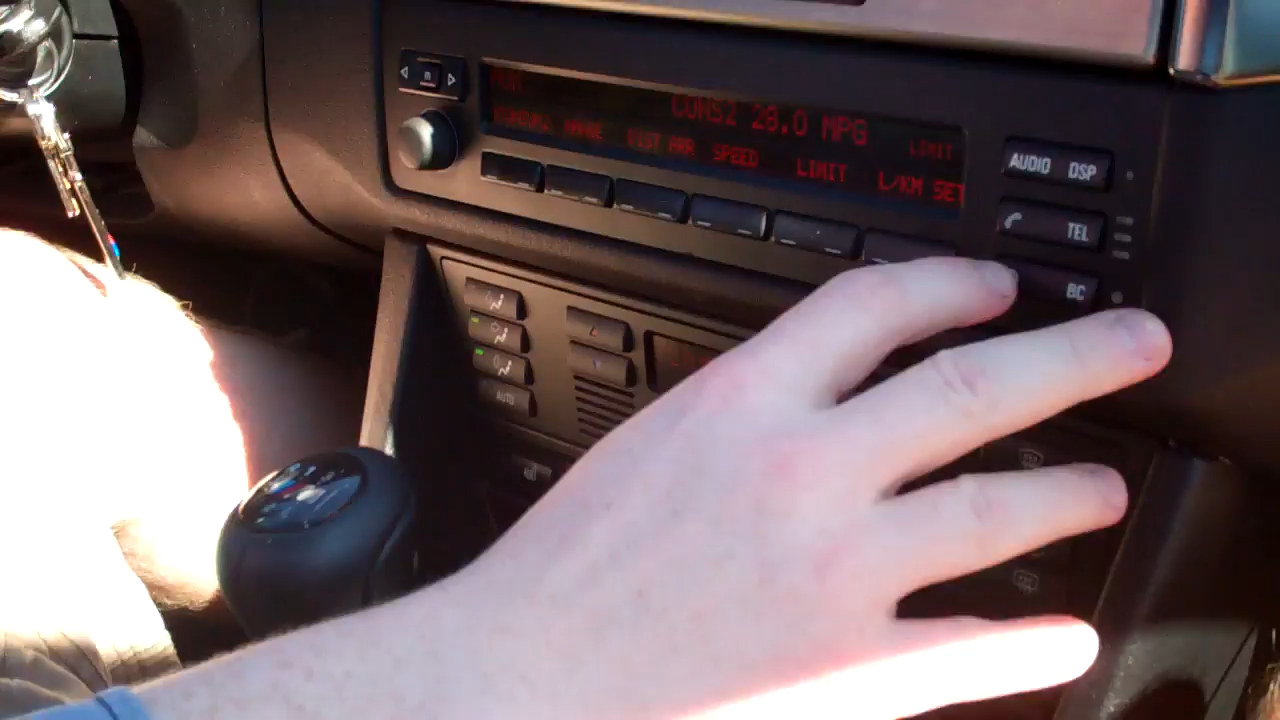 m
CONS2 28.0 MPG
LIMIT
RANGE DIST ARR SPEED LIMIT L/KM SET
AUDIO DSP
TEL
BC
AUTO